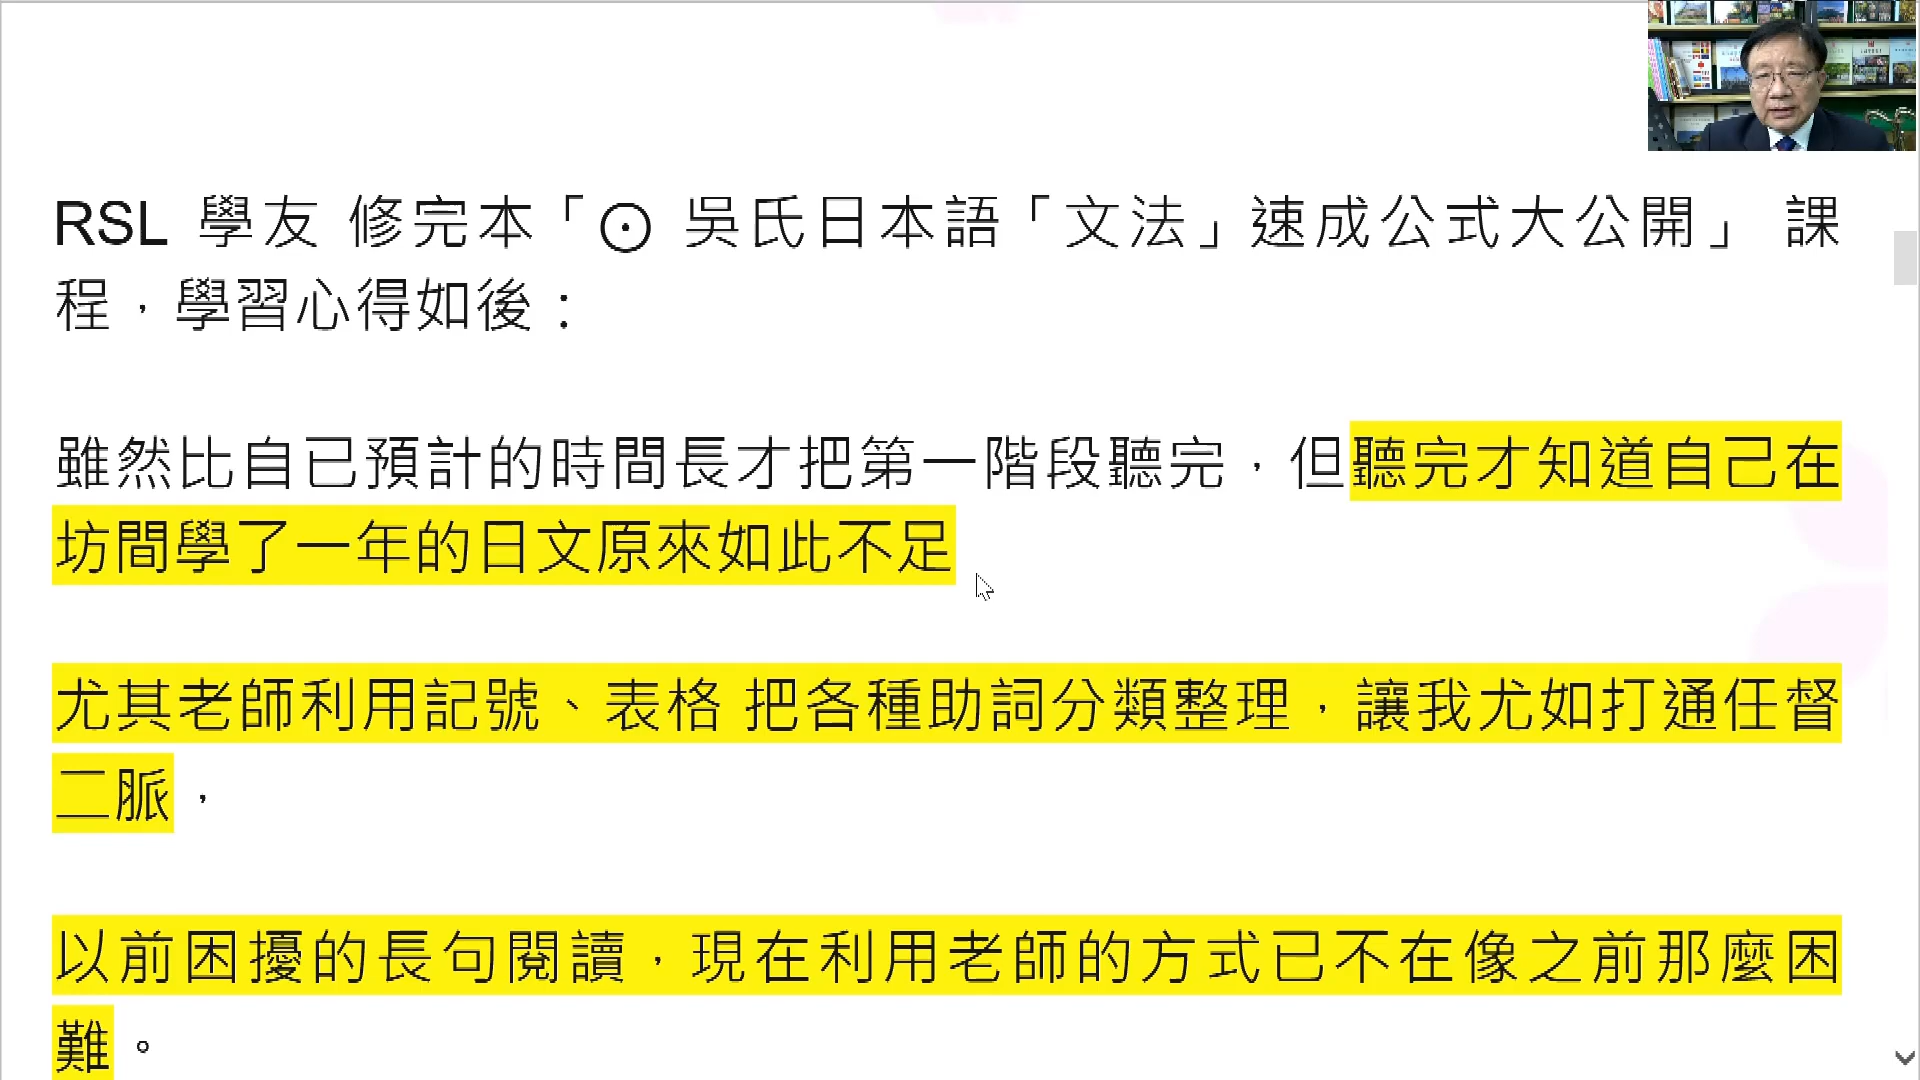 RSL 學友 修完本「⊙ 吳氏日本語「文法」速成公式大公開」 課
程，學習心得如後：
雖然比自已預計的時間長才把第一階段聽完，但聽完才知道自己在
坊間學了一年的日文原來如此不足
尤其老師利用記號、表格 把各種助詞分類整理，讓我尤如打通任督
二脈，
以前困擾的長句閱讀，現在利用老師的方式已不在像之前那麼困
難。